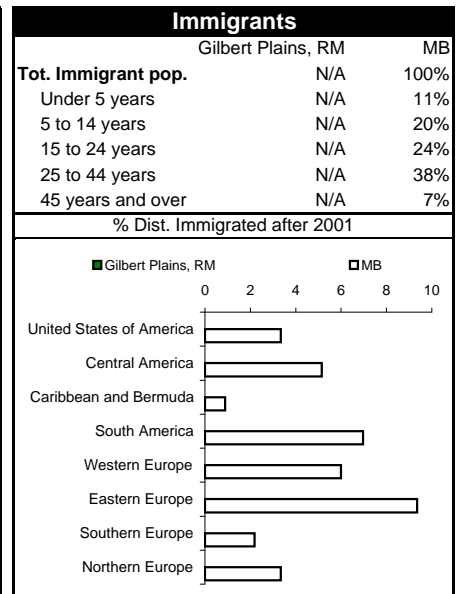 Immigrants
Gilbert Plains, RM MB
Tot. Immigrant pop. N/A 100%
Under 5 years N/A 11%
5 to 14 years N/A 20%
15 to 24 years N/A 24%
25 to 44 years N/A 38%
45 years and over N/A 7%
% Dist. Immigrated after 2001
Gilbert Plains, RM MB
0 2 4 6 8 10
United States of America
Central America
Caribbean and Bermuda
South America
Western Europe
Eastern Europe
Southern Europe
Northern Europe